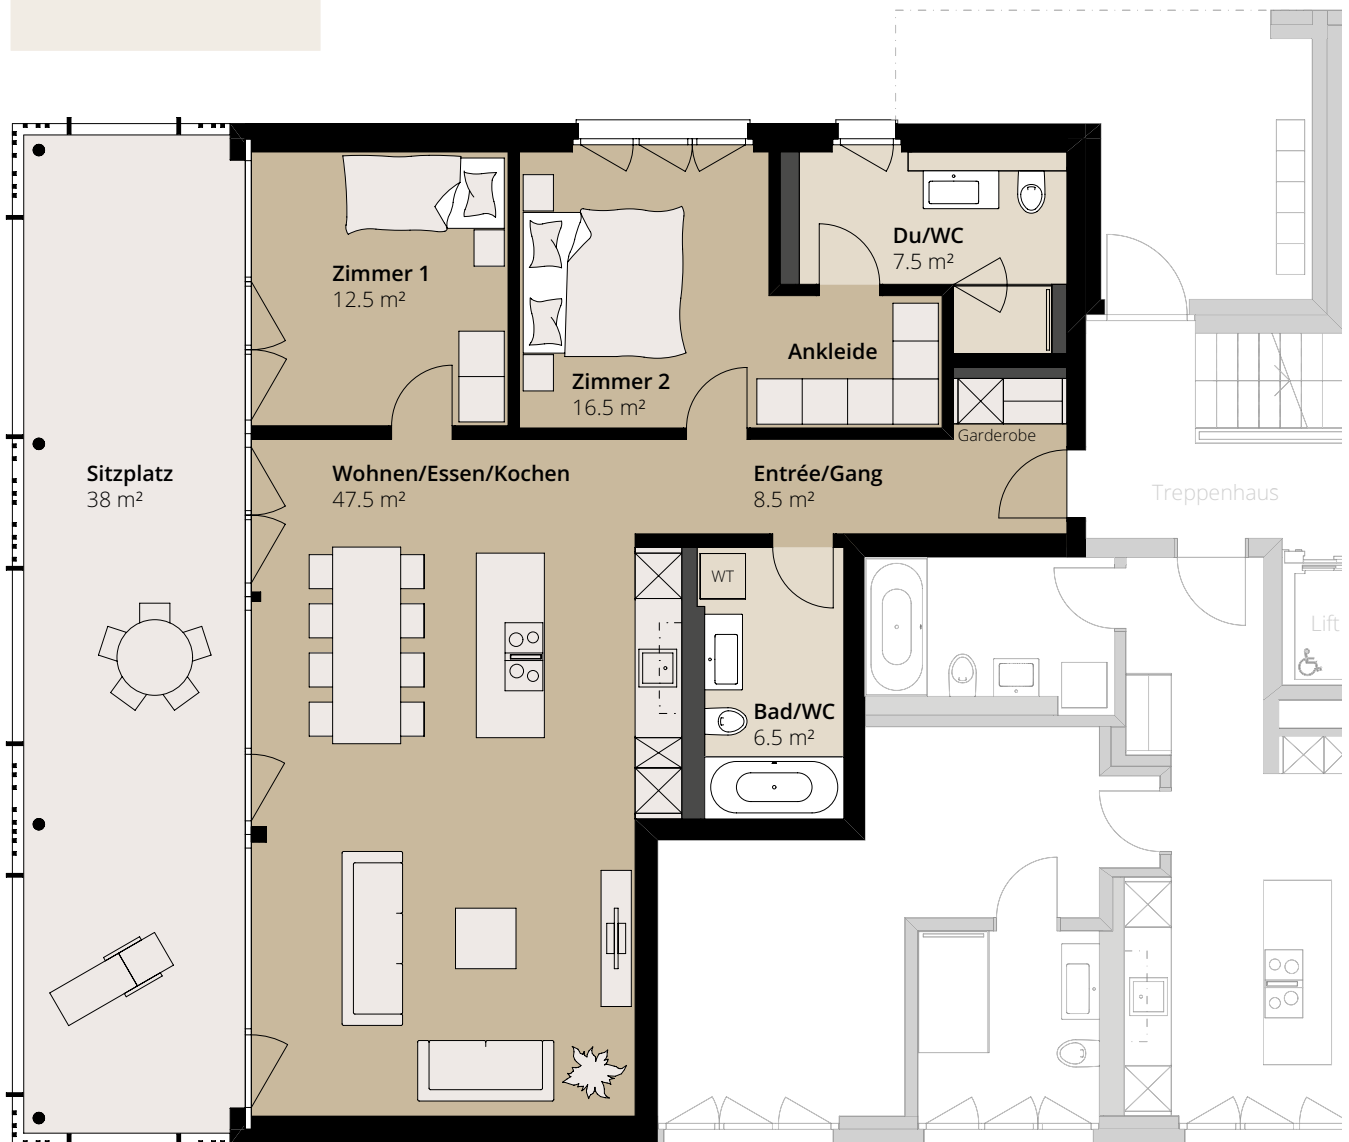 Du/WC
7.5 m²
Zimmer 1
12.5 m²
Ankleide
Zimmer 2
16.5 m²
Garderobe
Sitzplatz
38 m²
Wohnen/Essen/Kochen
47.5 m²
Entrée/Gang
8.5 m²
Treppenhaus
WT
Lift
Bad/WC
6.5 m²